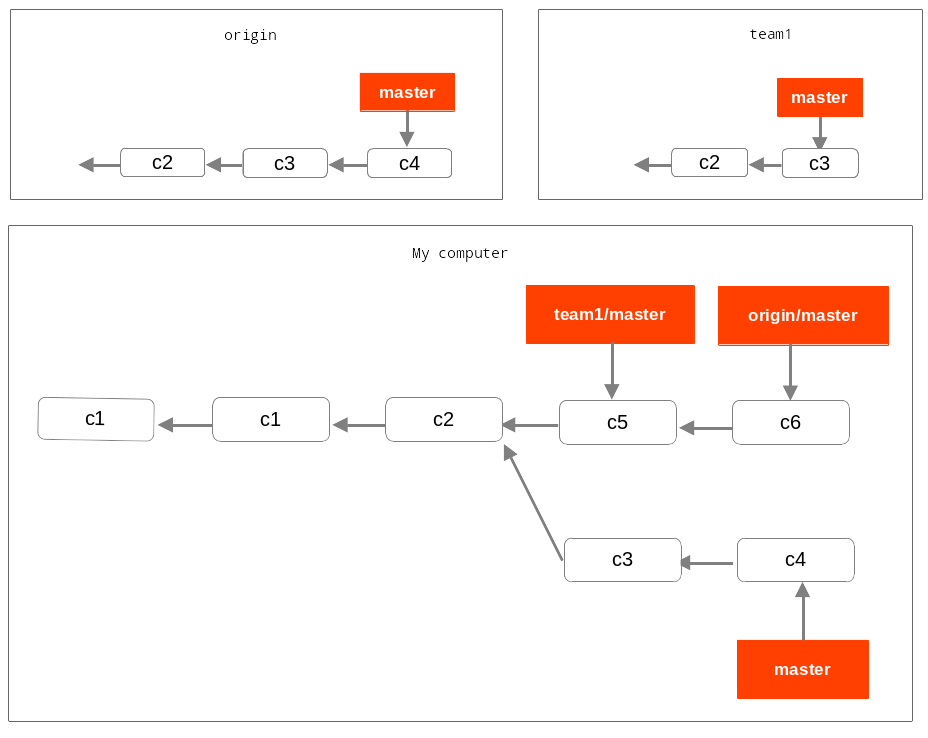 origin
master
c2
c3
c4
team1
master
c2
c3
My computer
team1/master
origin/master
c1
c1
c2
c5
c6
c3
c4
master